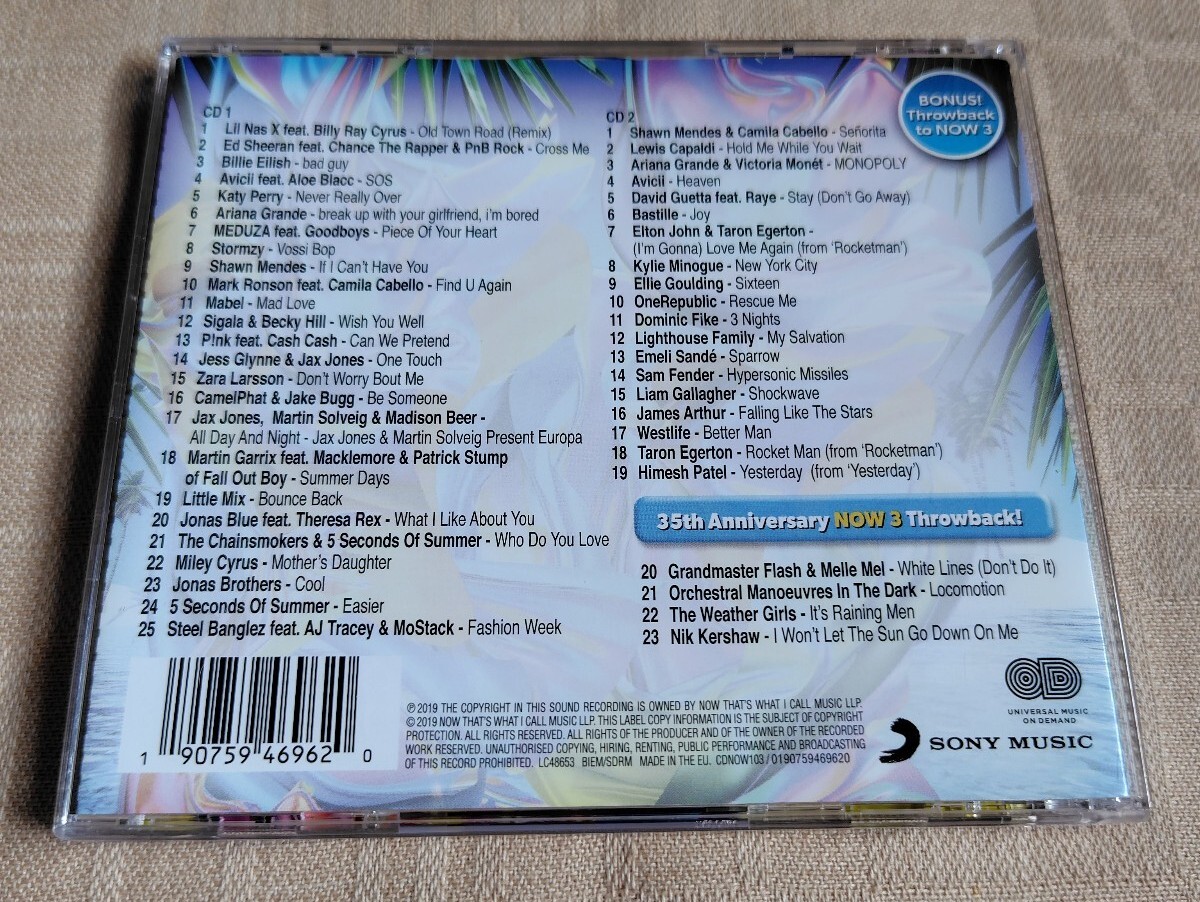 CD 1
1 Lil Nas X feat. Billy Ray Cyrus - Old Town Road (Remix)
2 Ed Sheeran feat. Chance The Rapper & PnB Rock - Cross Me
3 Billie Eilish - bad guy
4 Avicii feat. Aloe Blacc - SOS
5 Katy Perry - Never Really Over
6 Ariana Grande - break up with your girlfriend, i'm bored
7 MEDUZA feat. Goodboys - Piece Of Your Heart
8 Stormzy - Vossi Bop
9 Shawn Mendes - If I Can't Have You
10 Mark Ronson feat. Camila Cabello - Find U Again
11 Mabel - Mad Love
12 Sigala & Becky Hill - Wish You Well
13 P!nk feat. Cash Cash - Can We Pretend
14 Jess Glynne & Jax Jones - One Touch
15 Zara Larsson - Don't Worry Bout Me
16 CamelPhat & Jake Bugg - Be Someone
17 Jax Jones, Martin Solveig & Madison Beer -
All Day And Night - Jax Jones & Martin Solveig Present Europa
18 Martin Garrix feat. Macklemore & Patrick Stump
of Fall Out Boy - Summer Days
19 Little Mix - Bounce Back
20 Jonas Blue feat. Theresa Rex - What I Like About You
21 The Chainsmokers & 5 Seconds Of Summer - Who Do You Love
22 Miley Cyrus - Mother's Daughter
23 Jonas Brothers - Cool
24 5 Seconds Of Summer - Easier
25 Steel Banglez feat. AJ Tracey & MoStack - Fashion Week
BONUS!
Throwback
to NOW 3
CD 2
1 Shawn Mendes & Camila Cabello - Señorita
2 Lewis Capaldi - Hold Me While You Wait
3 Ariana Grande & Victoria Monét - MONOPOLY
4 Avicii - Heaven
5 David Guetta feat. Raye - Stay (Don't Go Away)
6 Bastille - Joy
7 Elton John & Taron Egerton -
(I'm Gonna) Love Me Again (from 'Rocketman')
8 Kylie Minogue - New York City
9 Ellie Goulding - Sixteen
10 OneRepublic - Rescue Me
11 Dominic Fike - 3 Nights
12 Lighthouse Family - My Salvation
13 Emeli Sandé - Sparrow
14 Sam Fender - Hypersonic Missiles
15 Liam Gallagher - Shockwave
16 James Arthur - Falling Like The Stars
17 Westlife - Better Man
18 Taron Egerton - Rocket Man (from 'Rocketman')
19 Himesh Patel - Yesterday (from 'Yesterday')
35th Anniversary NOW 3 Throwback!
20 Grandmaster Flash & Melle Mel - White Lines (Don't Do It)
21 Orchestral Manoeuvres In The Dark - Locomotion
22 The Weather Girls - It's Raining Men
23 Nik Kershaw - I Won't Let The Sun Go Down On Me
1 90759 46962 0
℗ 2019 THE COPYRIGHT IN THIS SOUND RECORDING IS OWNED BY NOW THAT'S WHAT I CALL MUSIC LLP.
© 2019 NOW THAT'S WHAT I CALL MUSIC LLP. THIS LABEL COPY INFORMATION IS THE SUBJECT OF COPYRIGHT
PROTECTION. ALL RIGHTS RESERVED. ALL RIGHTS OF THE PRODUCER AND OF THE OWNER OF THE RECORDED
WORK RESERVED. UNAUTHORISED COPYING, HIRING, RENTING, PUBLIC PERFORMANCE AND BROADCASTING
OF THIS RECORD PROHIBITED. LC48653 BIEM/SDRM MADE IN THE EU. CDNOW103 / 0190759469620
OD
UNIVERSAL MUSIC
ON DEMAND
SONY MUSIC